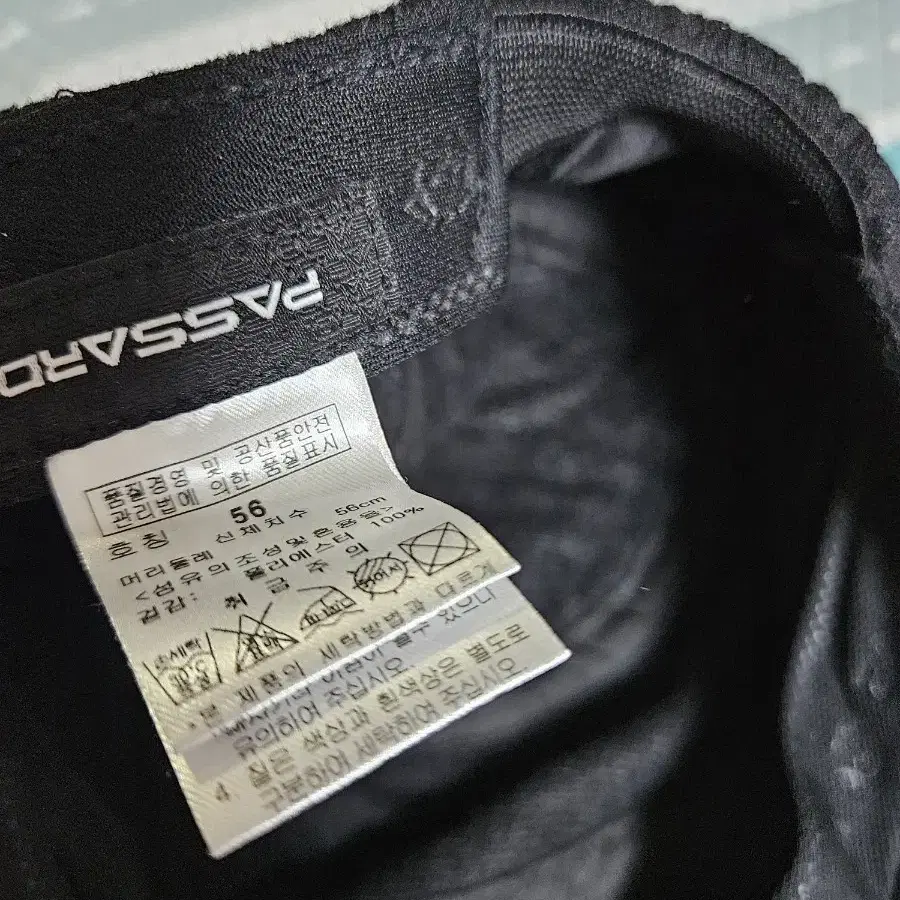 PASSARD
품질경영 및 공산품안전
관리법에 의한 품질표시
호칭 56
신체치수
머리둘레 56cm
<섬유의 조성및혼용율>
겉감: 폴리에스터 100%
취 급 주 의
손세탁
본 제품의 세탁방법과 다르게
유의하여 주십시오.
4 짙은 색상과 흰색상은 별도로
구분하여 세탁하여 주십시오.